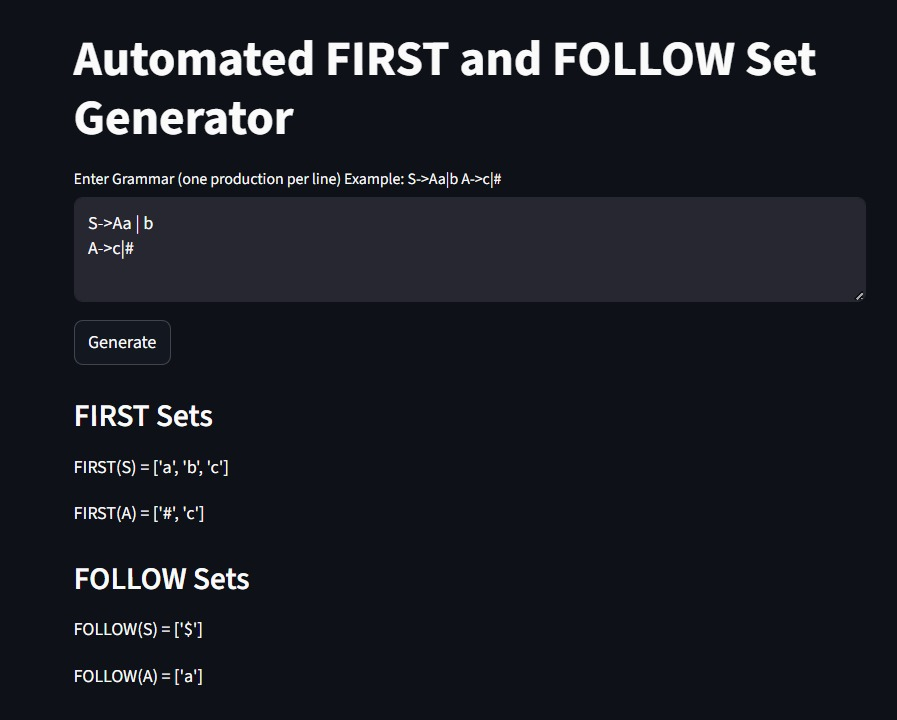 Automated FIRST and FOLLOW Set
Generator
Enter Grammar (one production per line) Example: S->Aa|b A->c|#
S->Aa | b
A->c|#
Generate
FIRST Sets
FIRST(S) = ['a', 'b', 'c']
FIRST(A) = ['#', 'c']
FOLLOW Sets
FOLLOW(S) = ['$']
FOLLOW(A) = ['a']